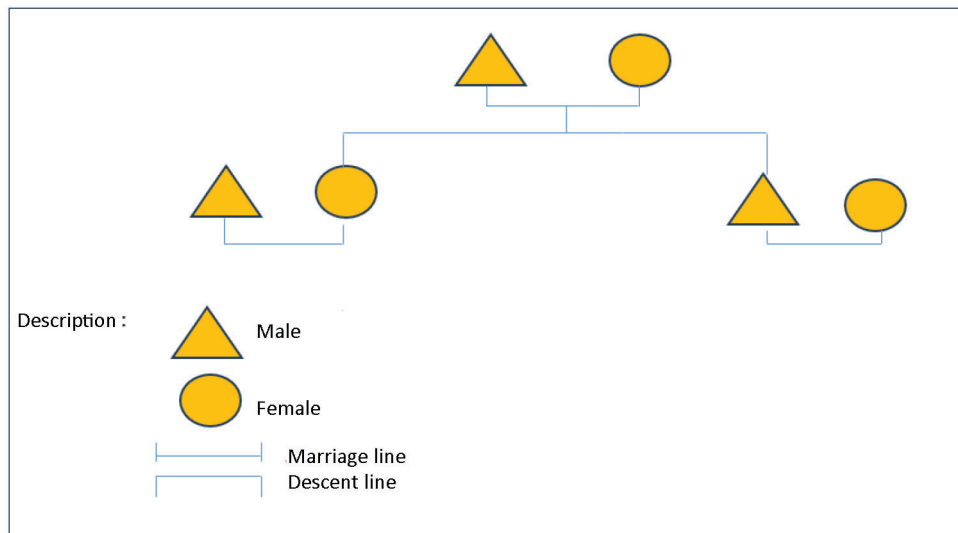 Description :
Male
Female
Marriage line
Descent line